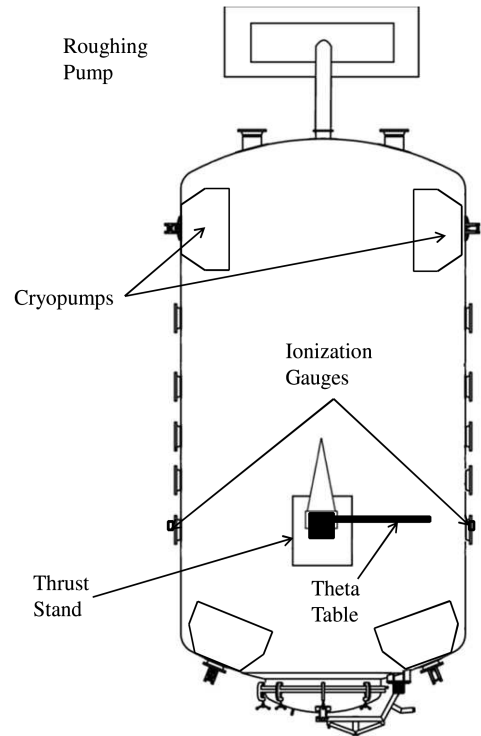 Roughing
Pump
Cryopumps
Ionization
Gauges
Thrust
Stand
Theta
Table